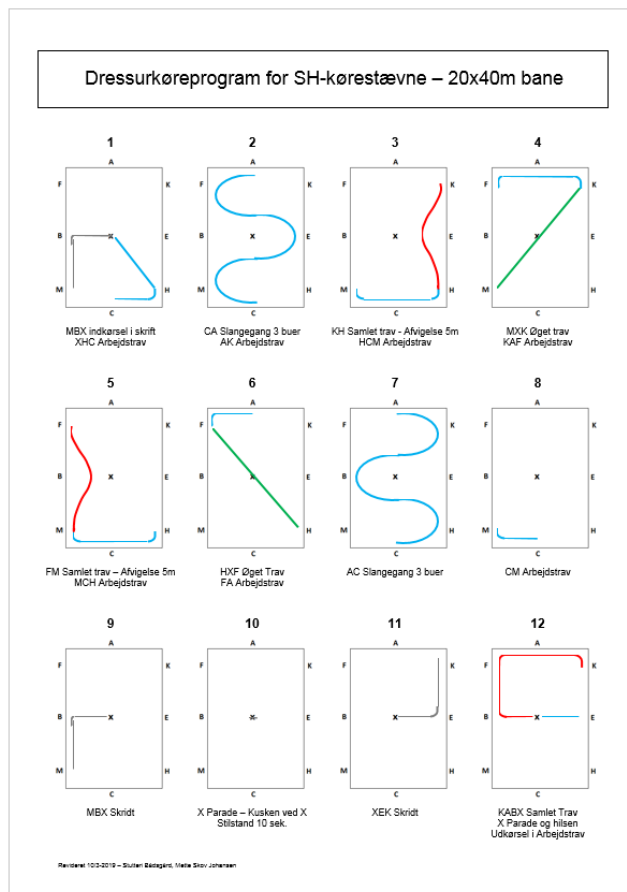 Dressurkøreprogram for SH-kørestævne – 20x40m bane
1 2 3 4
A A A A
F K F K F K F K
B X E B X E B X E B X E
M H M H M H M H
C C C C
MBX indkørsel i skrift
XHC Arbejdstrav
CA Slangegang 3 buer
AK Arbejdstrav
KH Samlet trav - Afvigelse 5m
HCM Arbejdstrav
MXK Øget trav
KAF Arbejdstrav
5 6 7 8
A A A A
F K F K F K F K
B X E B X E B X E B X E
M H M H M H M H
C C C C
FM Samlet trav – Afvigelse 5m
MCH Arbejdstrav
HXF Øget Trav
FA Arbejdstrav
AC Slangegang 3 buer
CM Arbejdstrav
9 10 11 12
A A A A
F K F K F K F K
B X E B X E B X E B X E
M H M H M H M H
C C C C
MBX Skridt
X Parade – Kusken ved X
Stilstand 10 sek.
XEK Skridt
KABX Samlet Trav
X Parade og hilsen
Udkørsel i Arbejdstrav
Revideret 10/3-2019 – Stutteri Bådsgård, Mette Skov Johansen